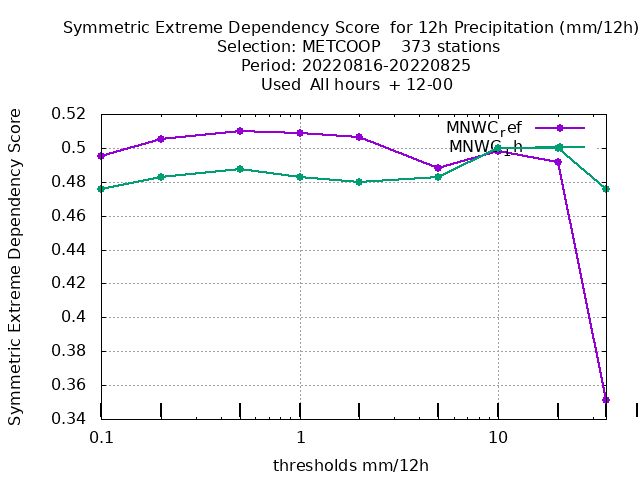 Symmetric Extreme Dependency Score  for 12h Precipitation (mm/12h)
Selection: METCOOP    373 stations
Period: 20220816-20220825
Used  All hours  + 12-00
Symmetric Extreme Dependency Score
0.52
0.5
0.48
0.46
0.44
0.42
0.4
0.38
0.36
0.34
MNWC_ref
MNWC_1h
0.1
1
10
thresholds mm/12h